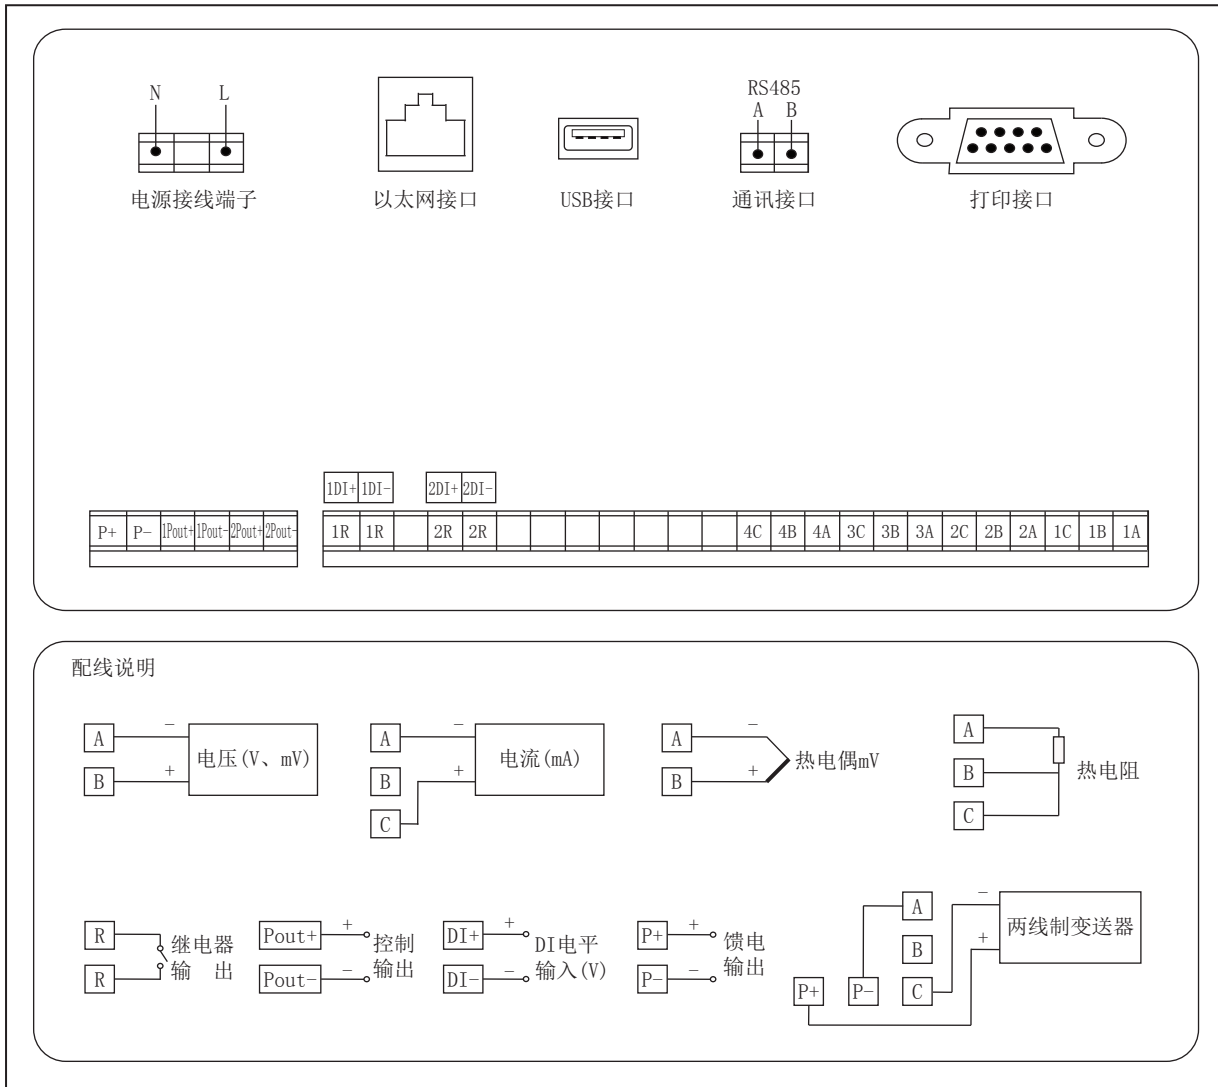 N L
RS485
A B
电源接线端子 以太网接口 USB接口 通讯接口 打印接口
1DI+ 1DI- 2DI+ 2DI-
P+ P- 1Pout+ 1Pout- 2Pout+ 2Pout- 1R 1R 2R 2R 4C 4B 4A 3C 3B 3A 2C 2B 2A 1C 1B 1A
配线说明
A - 电压(V、mV)
B +
A - 电流(mA)
B +
C
A - 热电偶mV
B +
A
B 热电阻
C
R 继电器
R 输 出
Pout+ + 控制
Pout- - 输出
DI+ + DI电平
DI- - 输入(V)
P+ + 馈电
P- - 输出
A - 两线制变送器
B +
P+ P- C